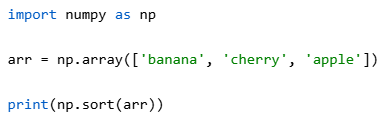 import numpy as np
arr = np.array(['banana', 'cherry', 'apple'])
print(np.sort(arr))